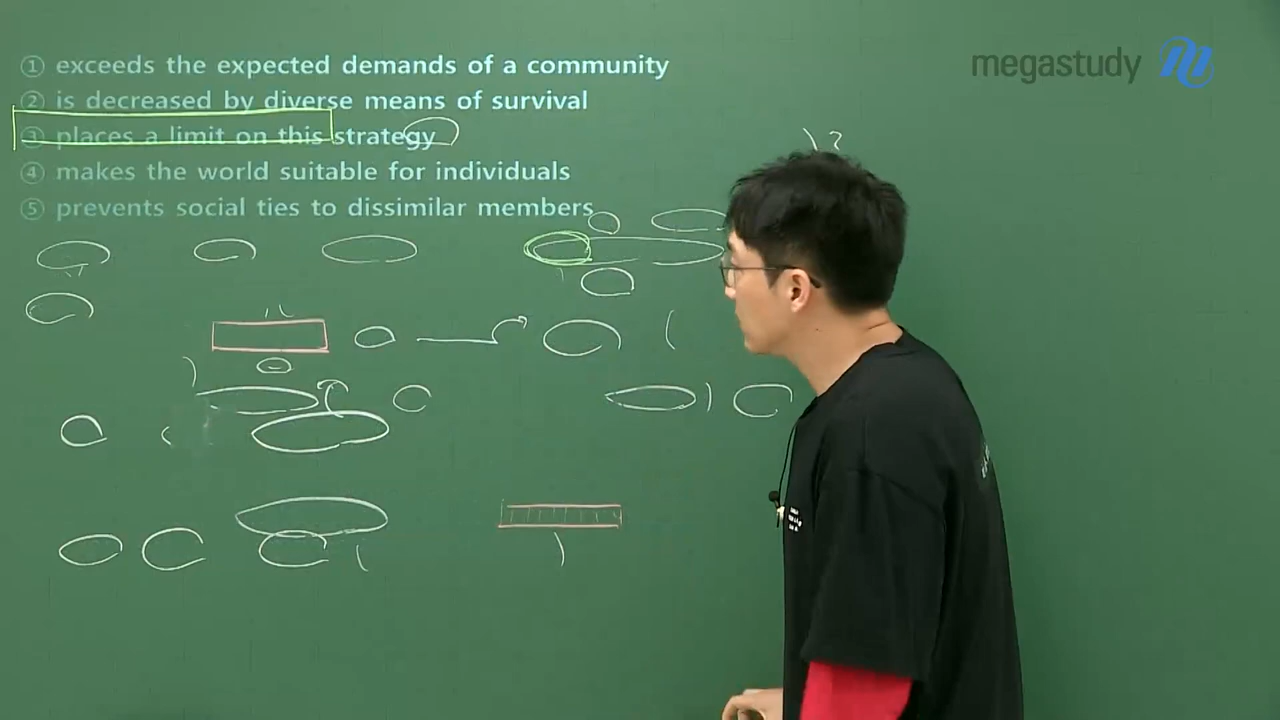 megastudy
① exceeds the expected demands of a community
② is decreased by diverse means of survival
③ places a limit on this strategy
④ makes the world suitable for individuals
⑤ prevents social ties to dissimilar members